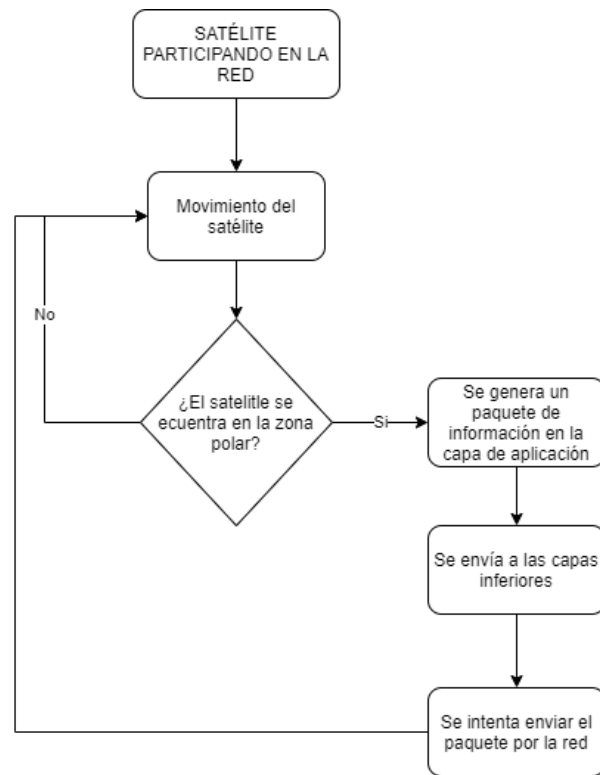 SATÉLITE
PARTICIPANDO EN LA
RED
Movimiento del
satélite
No
¿El satelitle se
ecuentra en la zona
polar?
Si
Se genera un
paquete de
información en la
capa de aplicación
Se envía a las capas
inferiores
Se intenta enviar el
paquete por la red